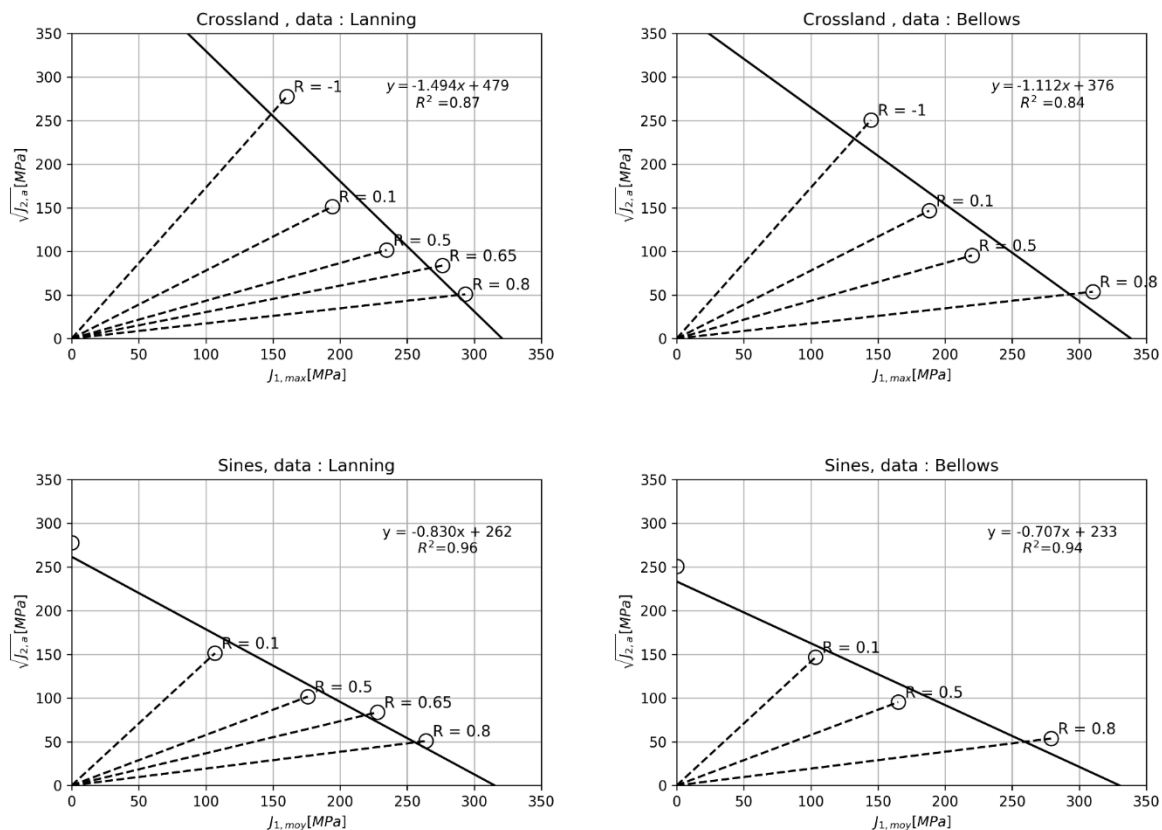 Crossland , data : Lanning
350
300
250
200
150
100
50
0
√J2,a [MPa]
R = -1
y = -1.494x + 479
R² = 0.87
R = 0.1
R = 0.5
R = 0.65
R = 0.8
0 50 100 150 200 250 300 350
J1,max[MPa]
Crossland , data : Bellows
350
300
250
200
150
100
50
0
√J2,a [MPa]
R = -1
y = -1.112x + 376
R² = 0.84
R = 0.1
R = 0.5
R = 0.8
0 50 100 150 200 250 300 350
J1,max[MPa]
Sines, data : Lanning
350
300
250
200
150
100
50
0
√J2,a [MPa]
y = -0.830x + 262
R²=0.96
R = 0.1
R = 0.5
R = 0.65
R = 0.8
0 50 100 150 200 250 300 350
J1,moy[MPa]
Sines, data : Bellows
350
300
250
200
150
100
50
0
√J2,a [MPa]
y = -0.707x + 233
R²=0.94
R = 0.1
R = 0.5
R = 0.8
0 50 100 150 200 250 300 350
J1,moy[MPa]